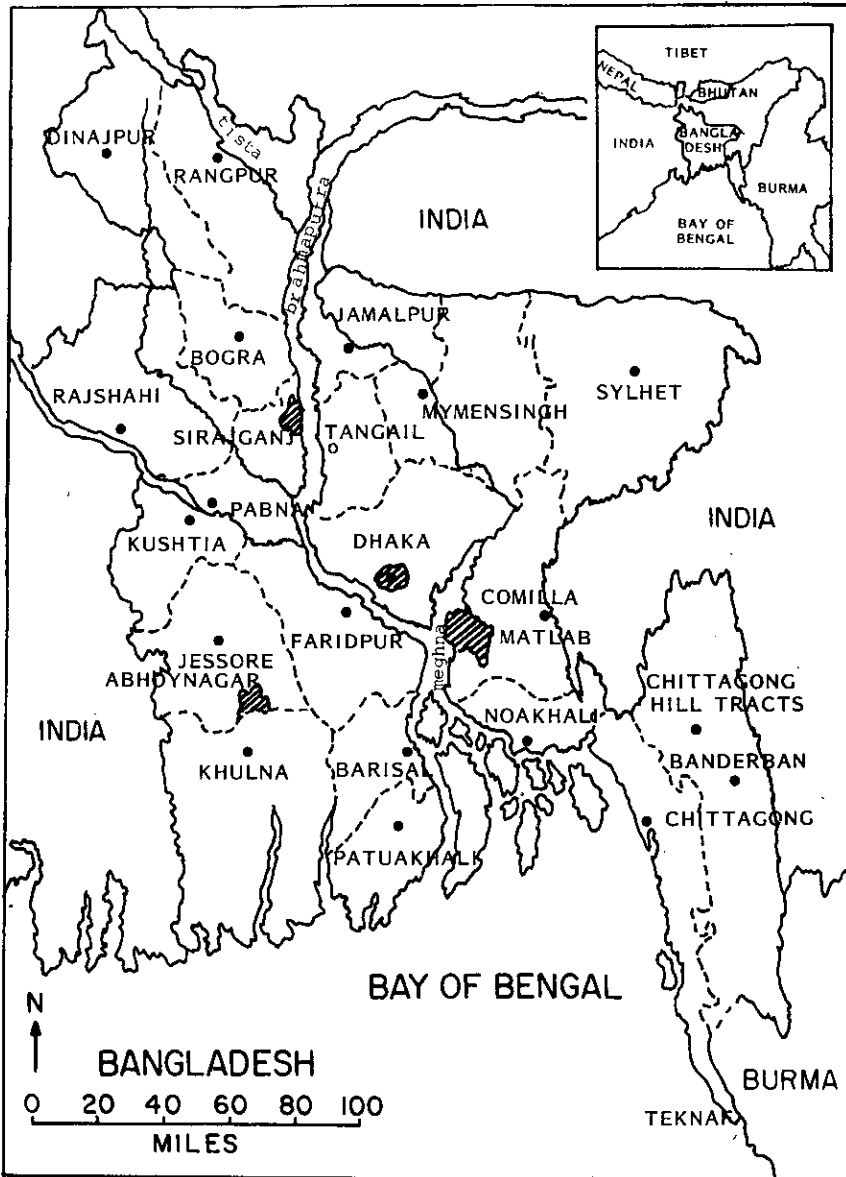 TIBET
NEPAL
BHUTAN
BANGLA
DESH
INDIA
BURMA
BAY OF
BENGAL
DINAJPUR
tista
RANGPUR
brahmaputra
INDIA
JAMALPUR
BOGRA
RAJSHAHI
SYLHET
MYMENSINGH
SIRAJGANJ
TANGAIL
PABNA
INDIA
KUSHTIA
DHAKA
COMILLA
FARIDPUR
MATLAB
meghna
JESSORE
ABHOYNAGAR
CHITTAGONG
HILL TRACTS
NOAKHALI
INDIA
KHULNA
BARISAL
BANDERBAN
CHITTAGONG
PATUAKHALK
BAY OF BENGAL
N
BANGLADESH
BURMA
0 20 40 60 80 100
MILES
TEKNAF